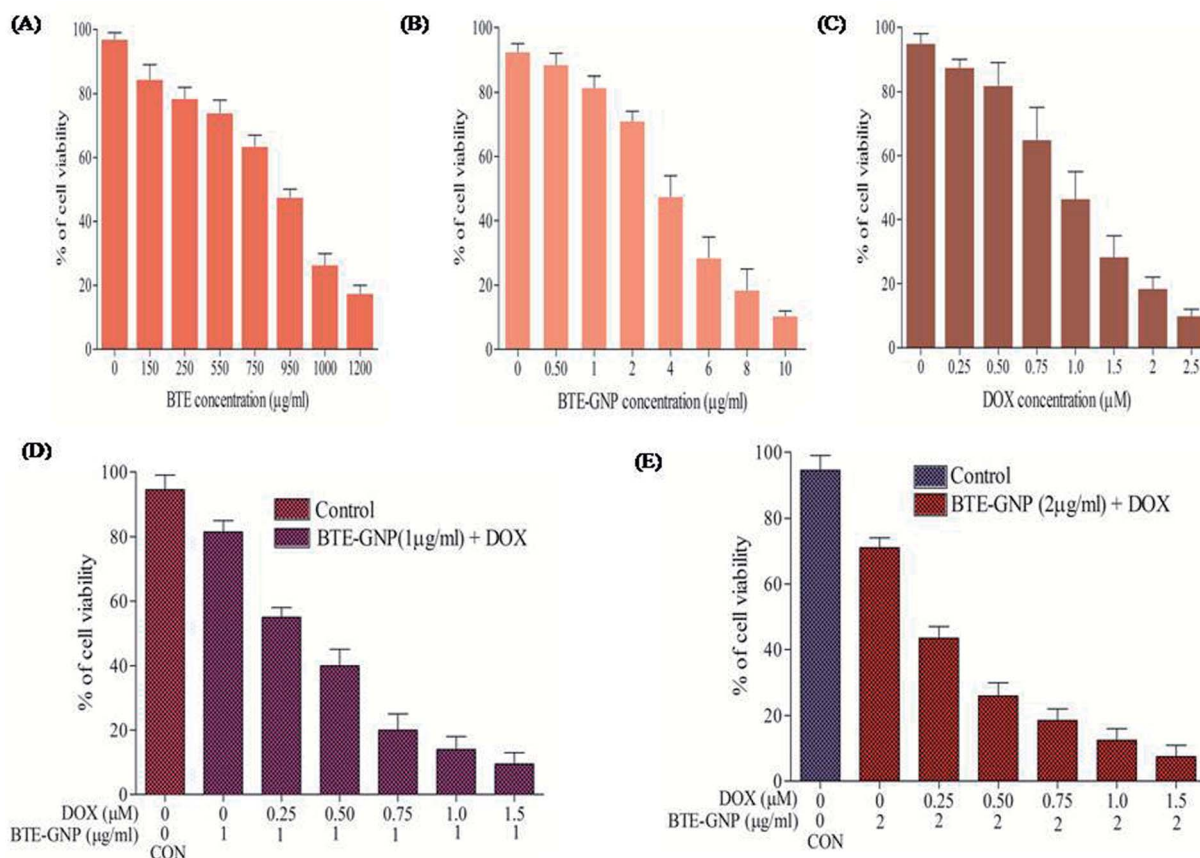 (A)
100
80
60
40
20
0
% of cell viability
0 150 250 550 750 950 1000 1200
BTE concentration (µg/ml)
(B)
100
80
60
40
20
0
% of cell viability
0 0.50 1 2 4 6 8 10
BTE-GNP concentration (µg/ml)
(C)
100
80
60
40
20
0
% of cell viability
0 0.25 0.50 0.75 1.0 1.5 2 2.5
DOX concentration (µM)
(D)
100
80
60
40
20
0
% of cell viability
Control
BTE-GNP(1µg/ml) + DOX
DOX (µM) 0 0 0.25 0.50 0.75 1.0 1.5
BTE-GNP (µg/ml) 0 1 1 1 1 1 1
CON
(E)
100
80
60
40
20
0
% of cell viability
Control
BTE-GNP (2µg/ml) + DOX
DOX (µM) 0 0 0.25 0.50 0.75 1.0 1.5
BTE-GNP (µg/ml) 0 2 2 2 2 2 2
CON